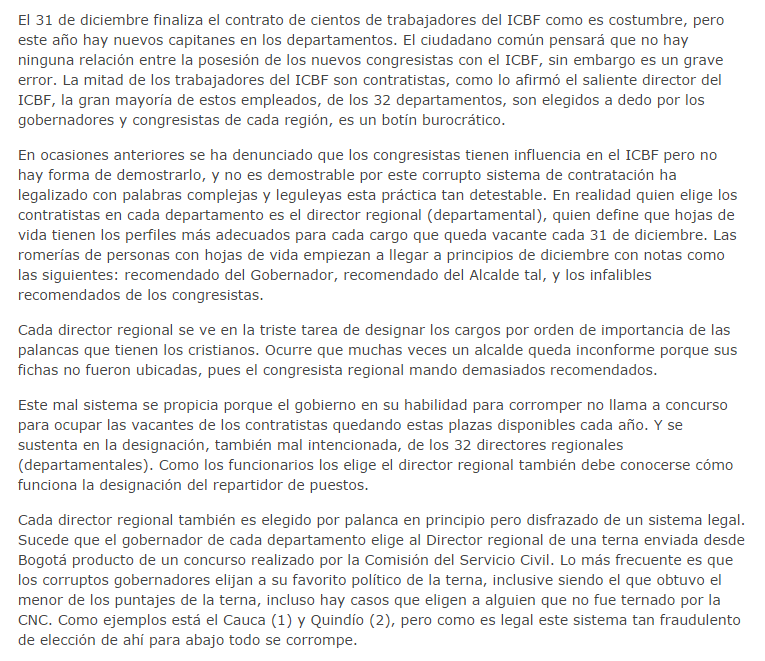 El 31 de diciembre finaliza el contrato de cientos de trabajadores del ICBF como es costumbre, pero
este año hay nuevos capitanes en los departamentos. El ciudadano común pensará que no hay
ninguna relación entre la posesión de los nuevos congresistas con el ICBF, sin embargo es un grave
error. La mitad de los trabajadores del ICBF son contratistas, como lo afirmó el saliente director del
ICBF, la gran mayoría de estos empleados, de los 32 departamentos, son elegidos a dedo por los
gobernadores y congresistas de cada región, es un botín burocrático.
En ocasiones anteriores se ha denunciado que los congresistas tienen influencia en el ICBF pero no
hay forma de demostrarlo, y no es demostrable por este corrupto sistema de contratación ha
legalizado con palabras complejas y leguleyas esta práctica tan detestable. En realidad quien elige los
contratistas en cada departamento es el director regional (departamental), quien define que hojas de
vida tienen los perfiles más adecuados para cada cargo que queda vacante cada 31 de diciembre. Las
romerías de personas con hojas de vida empiezan a llegar a principios de diciembre con notas como
las siguientes: recomendado del Gobernador, recomendado del Alcalde tal, y los infalibles
recomendados de los congresistas.
Cada director regional se ve en la triste tarea de designar los cargos por orden de importancia de las
palancas que tienen los cristianos. Ocurre que muchas veces un alcalde queda inconforme porque sus
fichas no fueron ubicadas, pues el congresista regional mando demasiados recomendados.
Este mal sistema se propicia porque el gobierno en su habilidad para corromper no llama a concurso
para ocupar las vacantes de los contratistas quedando estas plazas disponibles cada año. Y se
sustenta en la designación, también mal intencionada, de los 32 directores regionales
(departamentales). Como los funcionarios los elige el director regional también debe conocerse cómo
funciona la designación del repartidor de puestos.
Cada director regional también es elegido por palanca en principio pero disfrazado de un sistema legal.
Sucede que el gobernador de cada departamento elige al Director regional de una terna enviada desde
Bogotá producto de un concurso realizado por la Comisión del Servicio Civil. Lo más frecuente es que
los corruptos gobernadores elijan a su favorito político de la terna, inclusive siendo el que obtuvo el
menor de los puntajes de la terna, incluso hay casos que eligen a alguien que no fue ternado por la
CNC. Como ejemplos está el Cauca (1) y Quindío (2), pero como es legal este sistema tan fraudulento
de elección de ahí para abajo todo se corrompe.